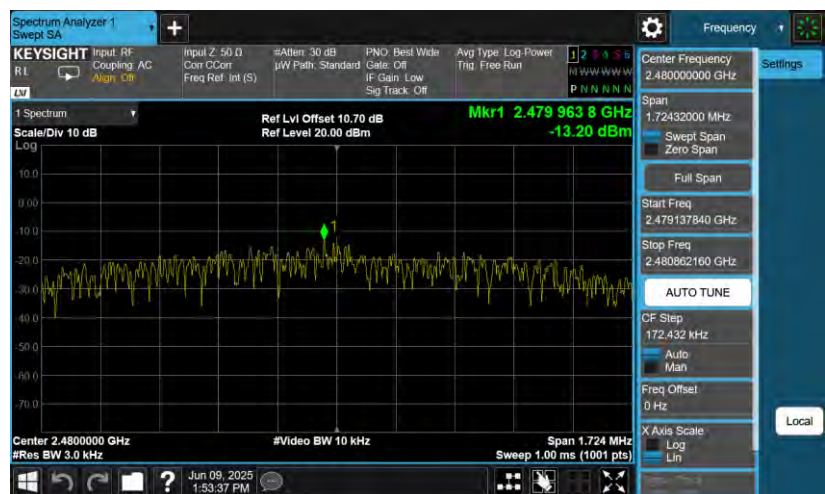 Spectrum Analyzer 1
Swept SA
+
Frequency
KEYSIGHT
RL
LXI
Input: RF
Coupling: AC
Align: Off
Input Z: 50 Ω
Corr CCorr
Freq Ref: Int (S)
#Atten: 30 dB
µW Path: Standard
PNO: Best Wide
Gate: Off
IF Gain: Low
Sig Track: Off
Avg Type: Log-Power
Trig: Free Run
1 2 3 4 5 6
M W W W W W
P N N N N N
1 Spectrum
Scale/Div 10 dB
Log
Ref Lvl Offset 10.70 dB
Ref Level 20.00 dBm
Mkr1 2.479 963 8 GHz
-13.20 dBm
1
10.0
0.00
-10.0
-20.0
-30.0
-40.0
-50.0
-60.0
-70.0
Center 2.4800000 GHz
#Res BW 3.0 kHz
#Video BW 10 kHz
Span 1.724 MHz
Sweep 1.00 ms (1001 pts)
Center Frequency
2.480000000 GHz
Settings
Span
1.72432000 MHz
Swept Span
Zero Span
Full Span
Start Freq
2.479137840 GHz
Stop Freq
2.480862160 GHz
AUTO TUNE
CF Step
172.432 kHz
Auto
Man
Freq Offset
0 Hz
X Axis Scale
Log
Lin
Local
?
Jun 09, 2025
1:53:37 PM